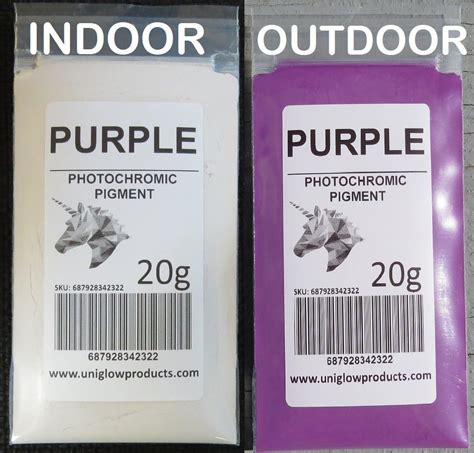 INDOOR
PURPLE
PHOTOCHROMIC
PIGMENT
20g
SKU: 687928342322
687928342322
www.uniglowproducts.com
OUTDOOR
PURPLE
PHOTOCHROMIC
PIGMENT
20g
SKU: 687928342322
687928342322
www.uniglowproducts.com